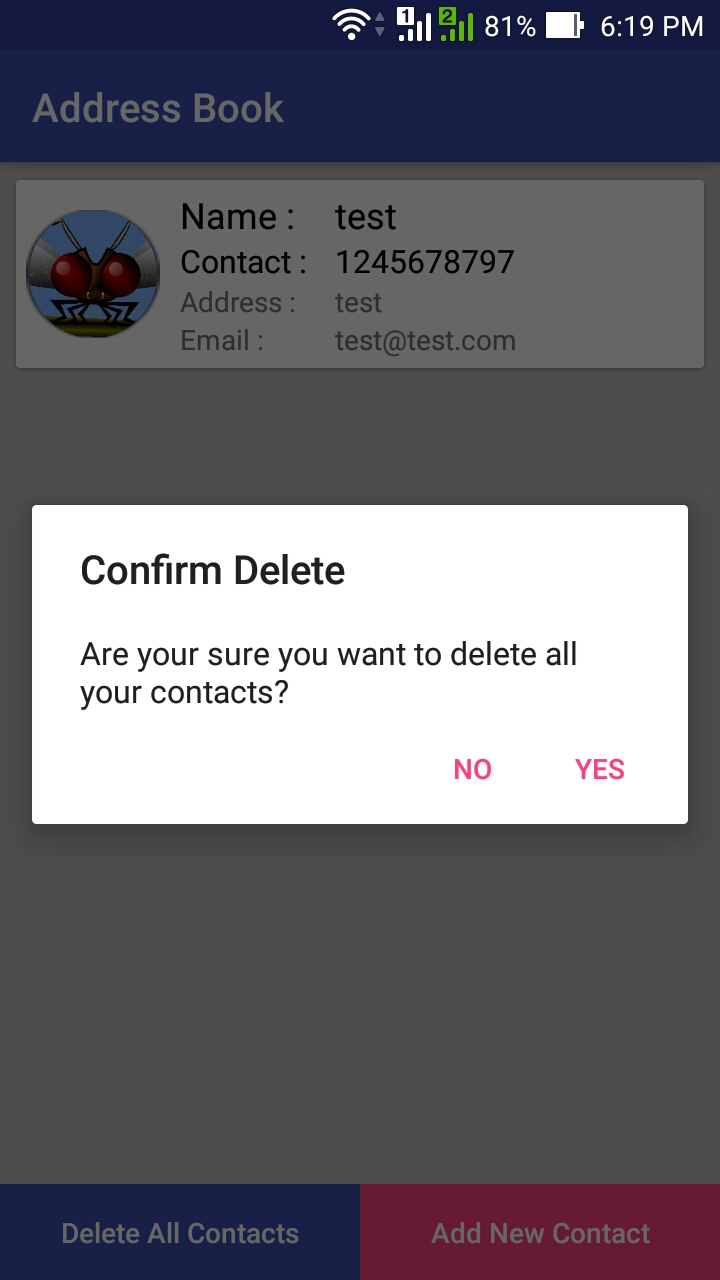 1 2 81% 6:19 PM
Address Book
Name : test
Contact : 1245678797
Address : test
Email : test@test.com
Confirm Delete
Are your sure you want to delete all
your contacts?
NO YES
Delete All Contacts Add New Contact